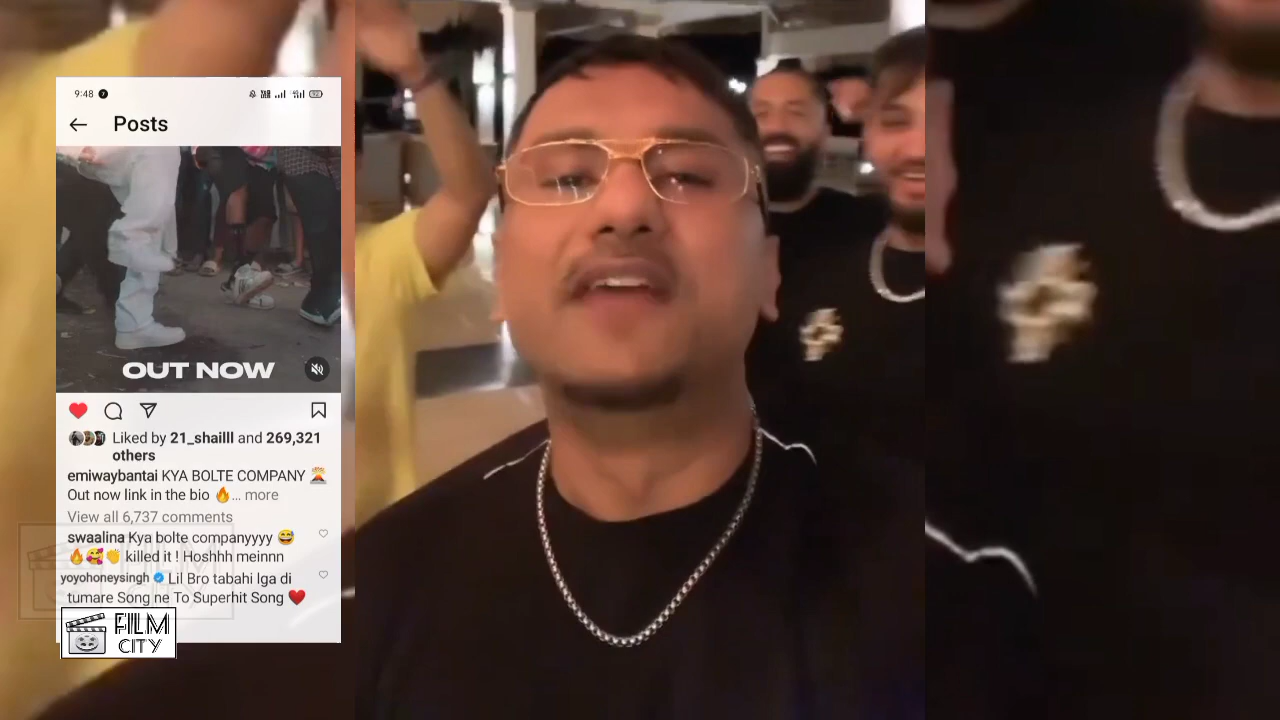 9:48
Posts
OUT NOW
Liked by 21_shailll and 269,321
others
emiwaybantai KYA BOLTE COMPANY 🌋
Out now link in the bio 🔥... more
View all 6,737 comments
swaalina Kya bolte companyyyy 😅
🔥🥰👏 killed it ! Hoshhh meinnn
yoyohoneysingh Lil Bro tabahi lga di
tumare Song ne To Superhit Song ❤️
FILM
CITY